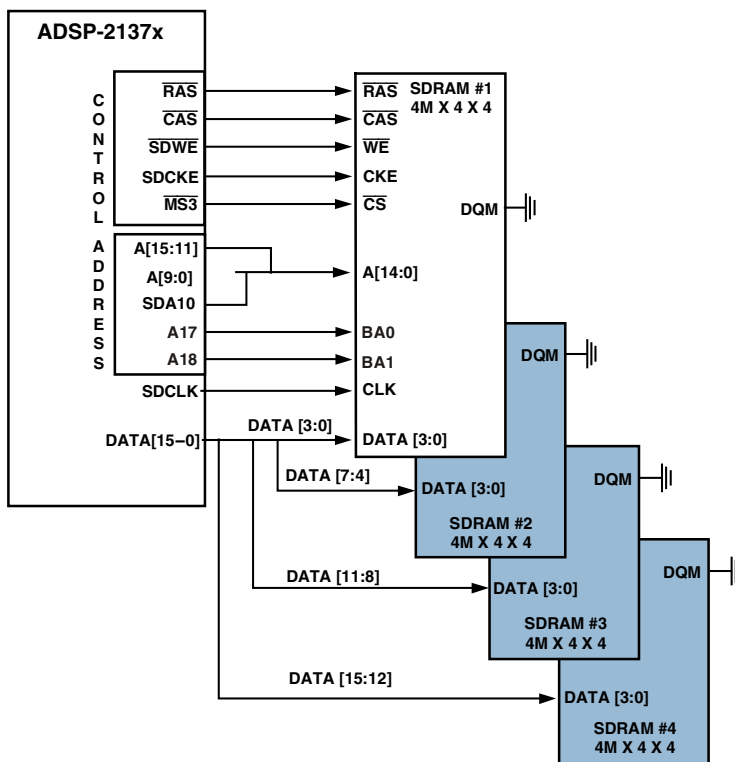 ADSP-2137x
CONTROL
RAS
CAS
SDWE
SDCKE
MS3
ADDRESS
A[15:11]
A[9:0]
SDA10
A17
A18
SDCLK
DATA[15–0]
SDRAM #1
4M X 4 X 4
RAS
CAS
WE
CKE
CS
DQM
A[14:0]
BA0
BA1
CLK
DATA [3:0]
DATA [3:0]
DATA [7:4]
DQM
DATA [3:0]
SDRAM #2
4M X 4 X 4
DATA [11:8]
DQM
DATA [3:0]
SDRAM #3
4M X 4 X 4
DATA [15:12]
DQM
DATA [3:0]
SDRAM #4
4M X 4 X 4